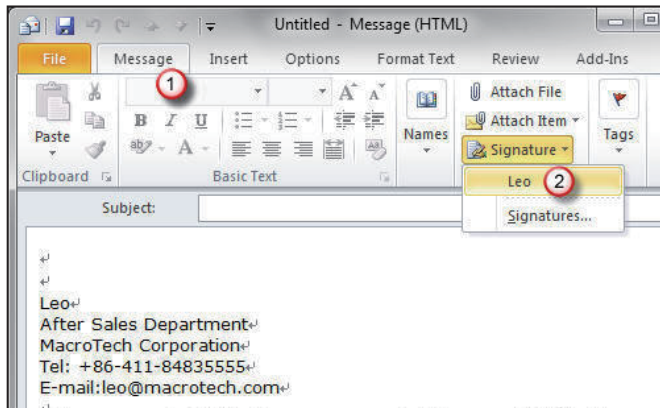 Untitled - Message (HTML)
File Message Insert Options Format Text Review Add-Ins
1
Paste
B I U
A A
ab A
Names
Attach File
Attach Item
Signature
Tags
Clipboard Basic Text
Leo 2
Signatures...
Subject:
Leo
After Sales Department
MacroTech Corporation
Tel: +86-411-84835555
E-mail:leo@macrotech.com